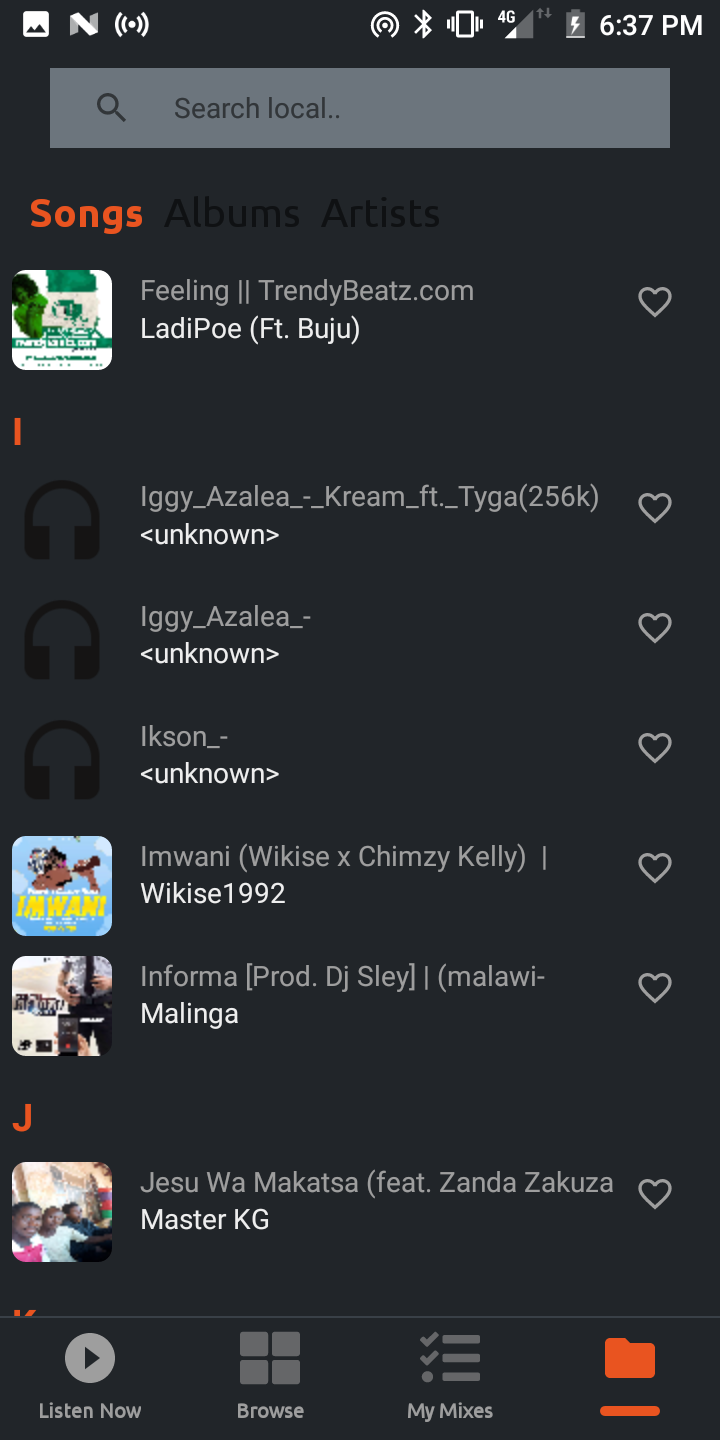 4G 6:37 PM
Search local..
Songs Albums Artists
Feeling || TrendyBeatz.com
LadiPoe (Ft. Buju)
I
Iggy_Azalea_-_Kream_ft._Tyga(256k)
<unknown>
Iggy_Azalea_-
<unknown>
Ikson_-
<unknown>
Imwani (Wikise x Chimzy Kelly) |
Wikise1992
IMWANI
Informa [Prod. Dj Sley] | (malawi-
Malinga
J
Jesu Wa Makatsa (feat. Zanda Zakuza
Master KG
K
Listen Now Browse My Mixes